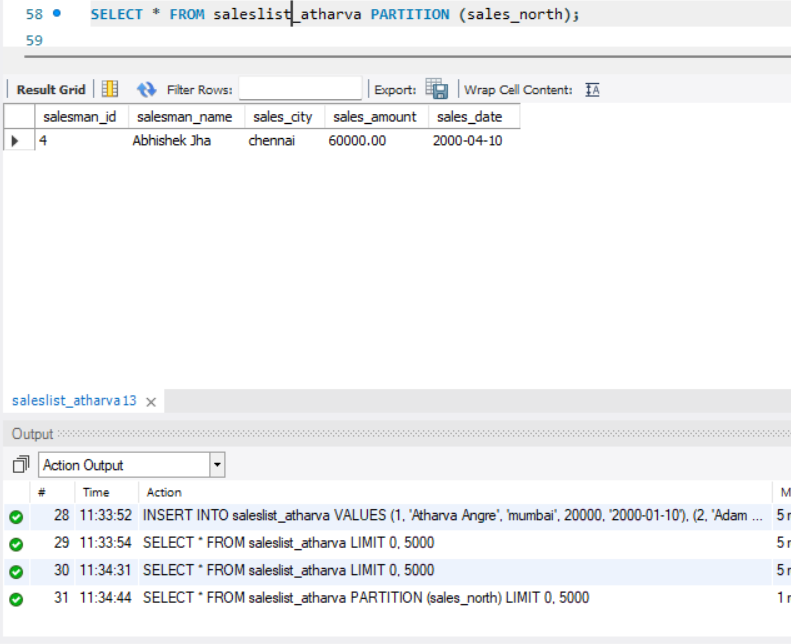 58 SELECT * FROM saleslist_atharva PARTITION (sales_north);
59
Result Grid Filter Rows: Export: Wrap Cell Content: IA
salesman_id salesman_name sales_city sales_amount sales_date
4 Abhishek Jha chennai 60000.00 2000-04-10
saleslist_atharva13 ×
Output
Action Output
# Time Action M
28 11:33:52 INSERT INTO saleslist_atharva VALUES (1, 'Atharva Angre', 'mumbai', 20000, '2000-01-10'), (2, 'Adam ... 5 r
29 11:33:54 SELECT * FROM saleslist_atharva LIMIT 0, 5000 5 r
30 11:34:31 SELECT * FROM saleslist_atharva LIMIT 0, 5000 5 r
31 11:34:44 SELECT * FROM saleslist_atharva PARTITION (sales_north) LIMIT 0, 5000 1 r